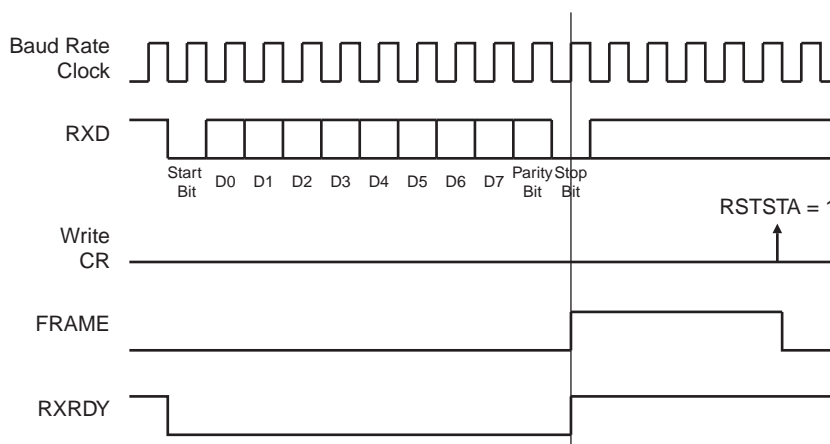 Baud Rate
Clock
RXD
Start
Bit
D0
D1
D2
D3
D4
D5
D6
D7
Parity
Bit
Stop
Bit
RSTSTA = 1
Write
CR
FRAME
RXRDY